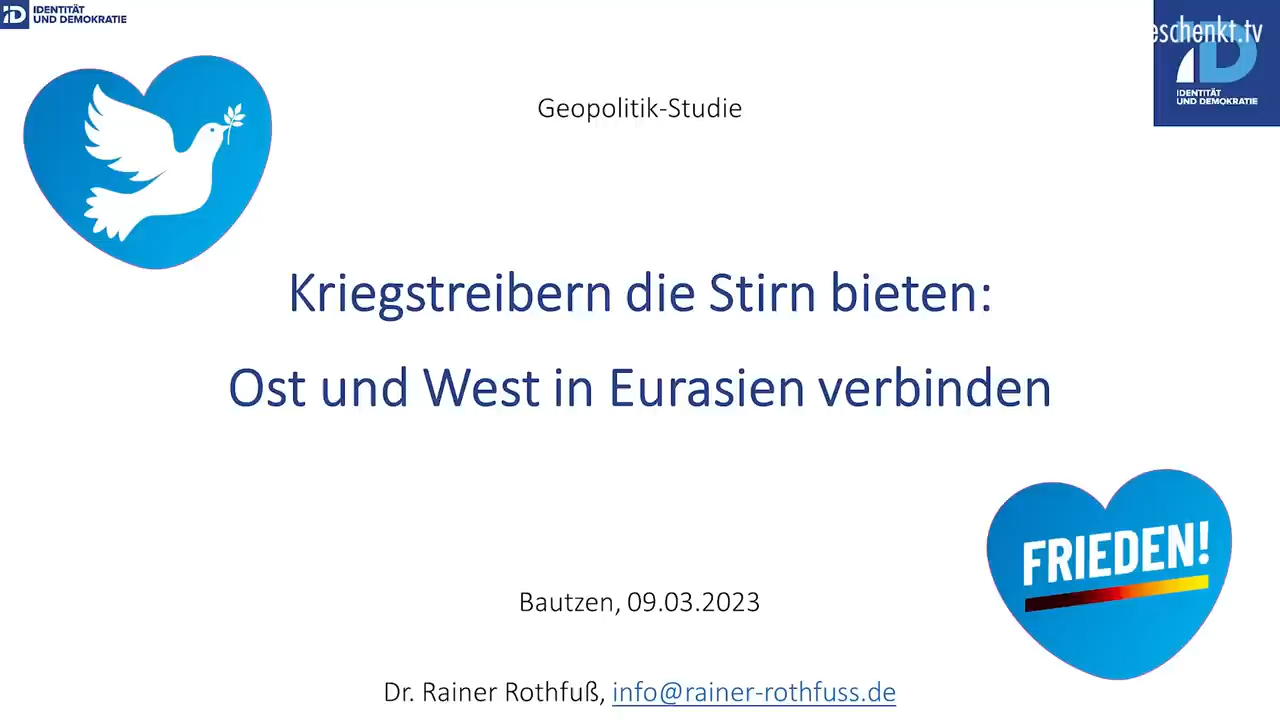 IDENTITÄT
UND DEMOKRATIE
eschenkt.tv
IDENTITÄT
UND DEMOKRATIE
Geopolitik-Studie
Kriegstreibern die Stirn bieten:
Ost und West in Eurasien verbinden
FRIEDEN!
Bautzen, 09.03.2023
Dr. Rainer Rothfuß, info@rainer-rothfuss.de